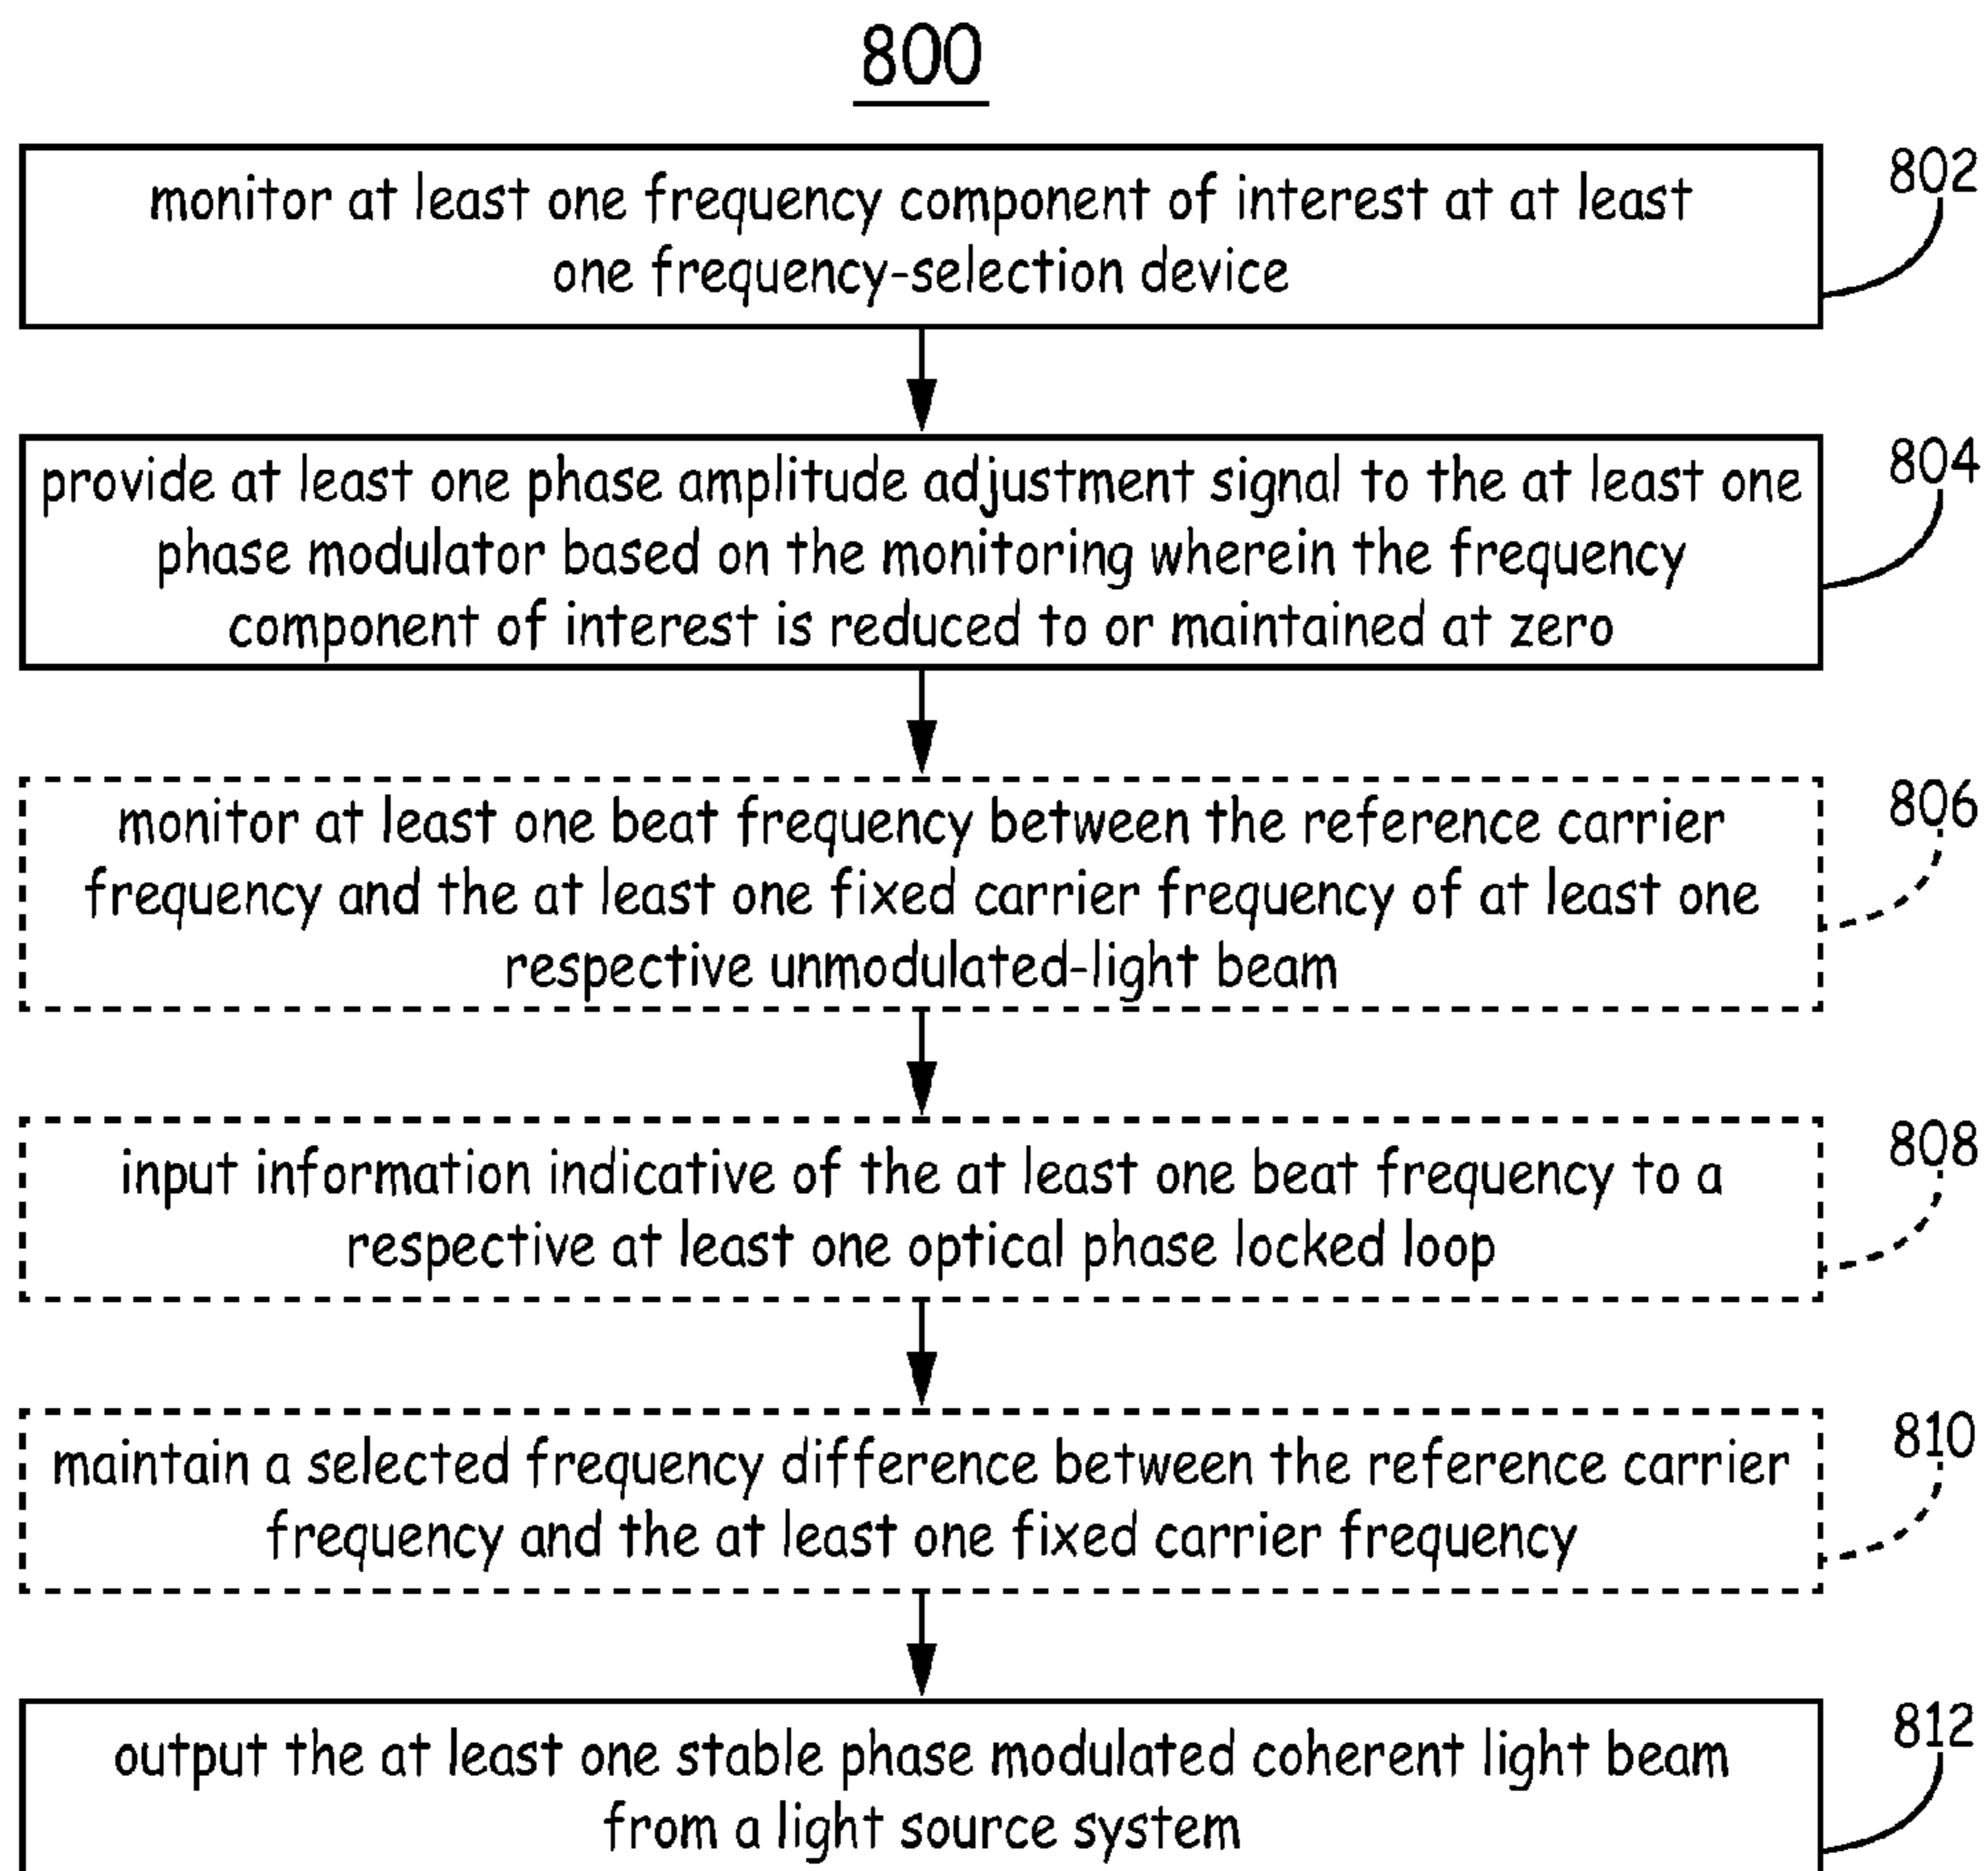 800
monitor at least one frequency component of interest at at least
one frequency-selection device
802
provide at least one phase amplitude adjustment signal to the at least one
phase modulator based on the monitoring wherein the frequency
component of interest is reduced to or maintained at zero
804
monitor at least one beat frequency between the reference carrier
frequency and the at least one fixed carrier frequency of at least one
respective unmodulated-light beam
806
input information indicative of the at least one beat frequency to a
respective at least one optical phase locked loop
808
maintain a selected frequency difference between the reference carrier
frequency and the at least one fixed carrier frequency
810
output the at least one stable phase modulated coherent light beam
from a light source system
812